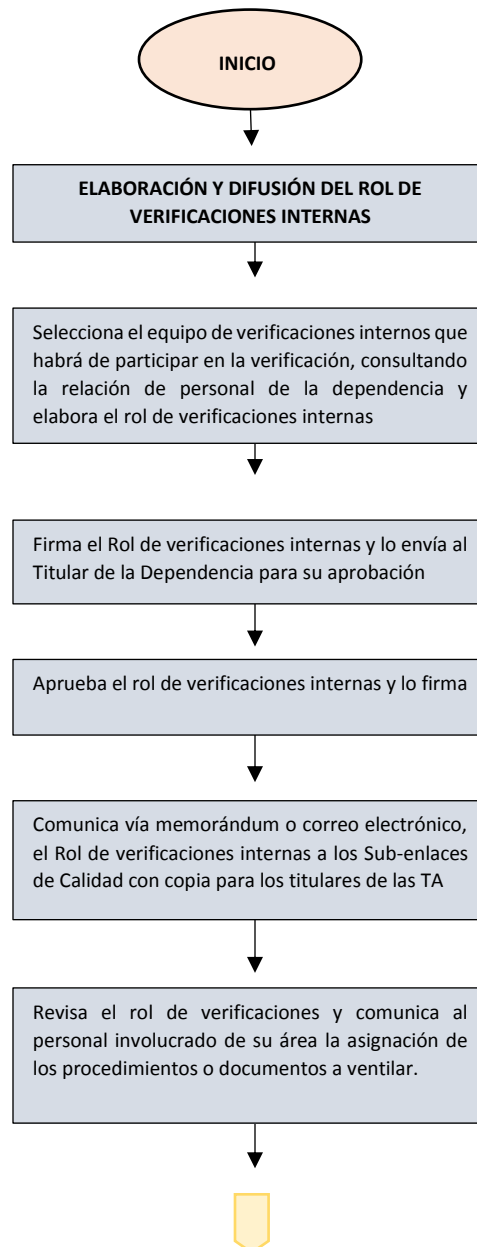 INICIO
ELABORACIÓN Y DIFUSIÓN DEL ROL DE
VERIFICACIONES INTERNAS
Selecciona el equipo de verificaciones internos que
habrá de participar en la verificación, consultando
la relación de personal de la dependencia y
elabora el rol de verificaciones internas
Firma el Rol de verificaciones internas y lo envía al
Titular de la Dependencia para su aprobación
Aprueba el rol de verificaciones internas y lo firma
Comunica vía memorándum o correo electrónico,
el Rol de verificaciones internas a los Sub-enlaces
de Calidad con copia para los titulares de las TA
Revisa el rol de verificaciones y comunica al
personal involucrado de su área la asignación de
los procedimientos o documentos a ventilar.